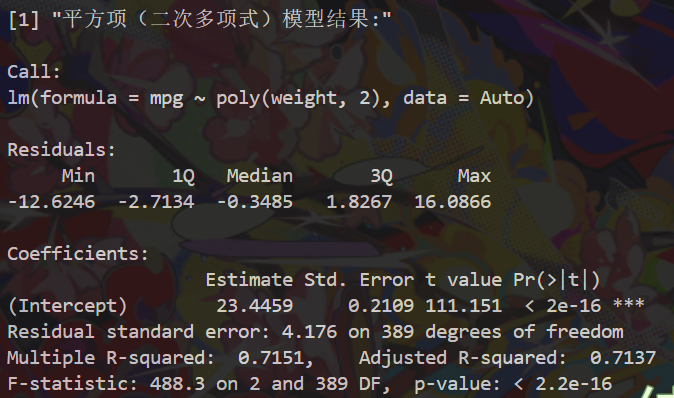 [1] "平方项（二次多项式）模型结果:"
Call:
lm(formula = mpg ~ poly(weight, 2), data = Auto)
Residuals:
     Min       1Q   Median       3Q      Max
-12.6246  -2.7134  -0.3485   1.8267  16.0866
Coefficients:
                 Estimate Std. Error t value Pr(>|t|)
(Intercept)       23.4459     0.2109 111.151  < 2e-16 ***
Residual standard error: 4.176 on 389 degrees of freedom
Multiple R-squared:  0.7151,    Adjusted R-squared:  0.7137
F-statistic: 488.3 on 2 and 389 DF,  p-value: < 2.2e-16